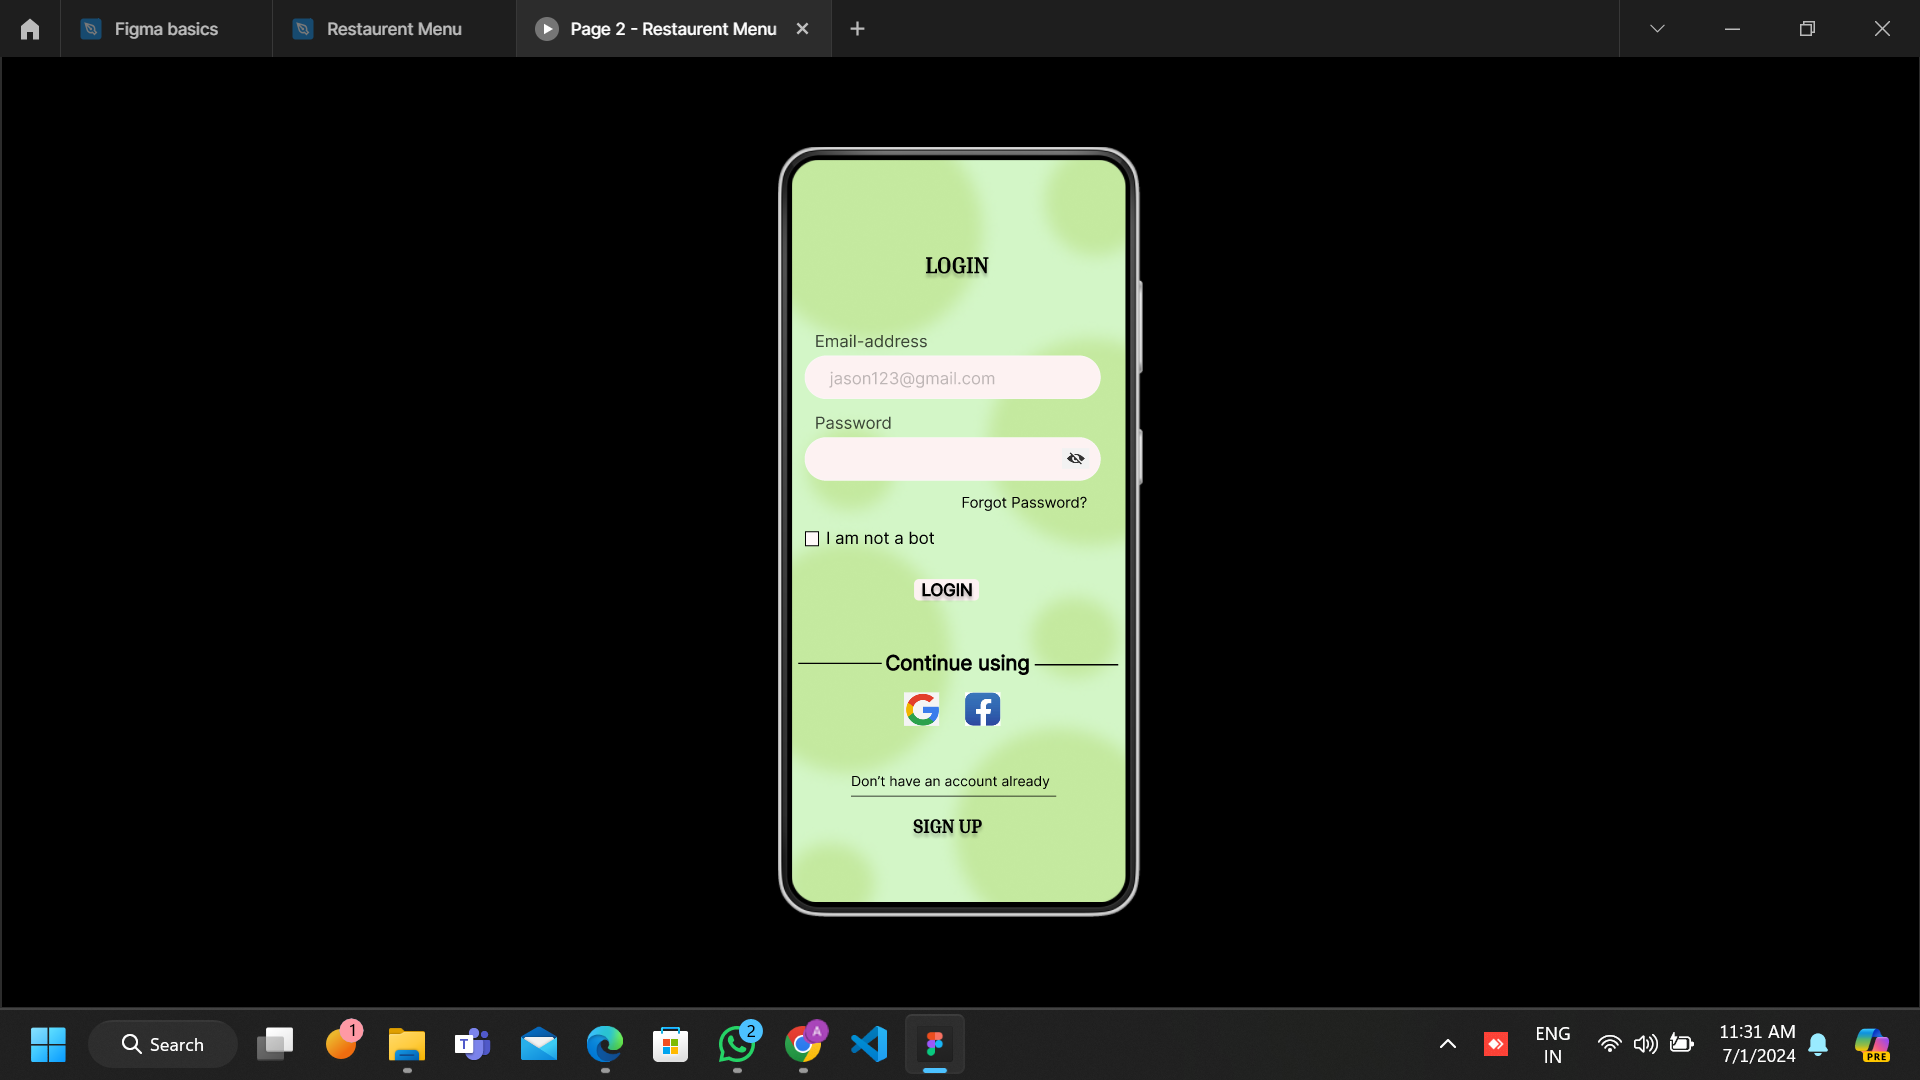 Figma basics
Restaurent Menu
Page 2 - Restaurent Menu
LOGIN
Email-address
jason123@gmail.com
Password
Forgot Password?
I am not a bot
LOGIN
Continue using
Don't have an account already
SIGN UP
Search
1
T
2
A
ENG
IN
11:31 AM
7/1/2024
PRE